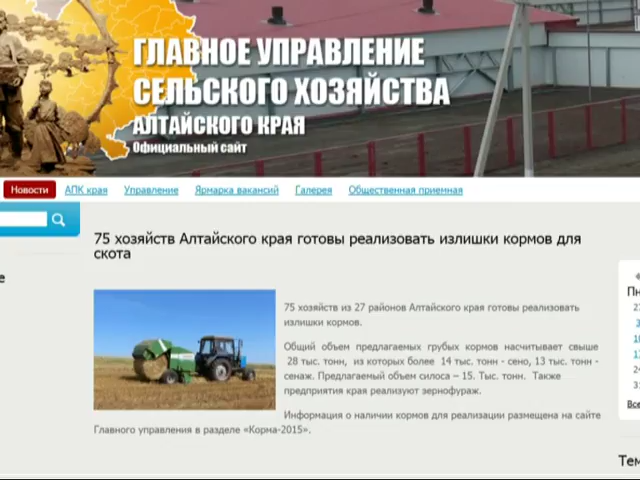 ГЛАВНОЕ УПРАВЛЕНИЕ
СЕЛЬСКОГО ХОЗЯЙСТВА
АЛТАЙСКОГО КРАЯ
Официальный сайт
Новости АПК края Управление Ярмарка вакансий Галерея Общественная приемная
75 хозяйств Алтайского края готовы реализовать излишки кормов для
скота
75 хозяйств из 27 районов Алтайского края готовы реализовать
излишки кормов.
Общий объем предлагаемых грубых кормов насчитывает свыше
28 тыс. тонн, из которых более 14 тыс. тонн - сено, 13 тыс. тонн -
сенаж. Предлагаемый объем силоса – 15. Тыс. тонн. Также
предприятия края реализуют зернофураж.
Информация о наличии кормов для реализации размещена на сайте
Главного управления в разделе «Корма-2015».
«
Пн
24